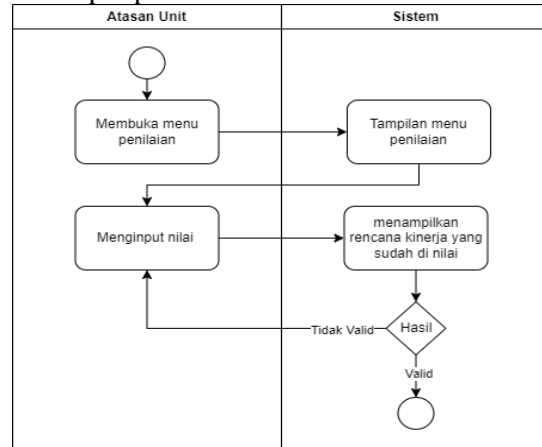 Atasan Unit
Sistem
Membuka menu
penilaian
Tampilan menu
penilaian
Menginput nilai
menampilkan
rencana kinerja yang
sudah di nilai
Tidak Valid
Hasil
Valid